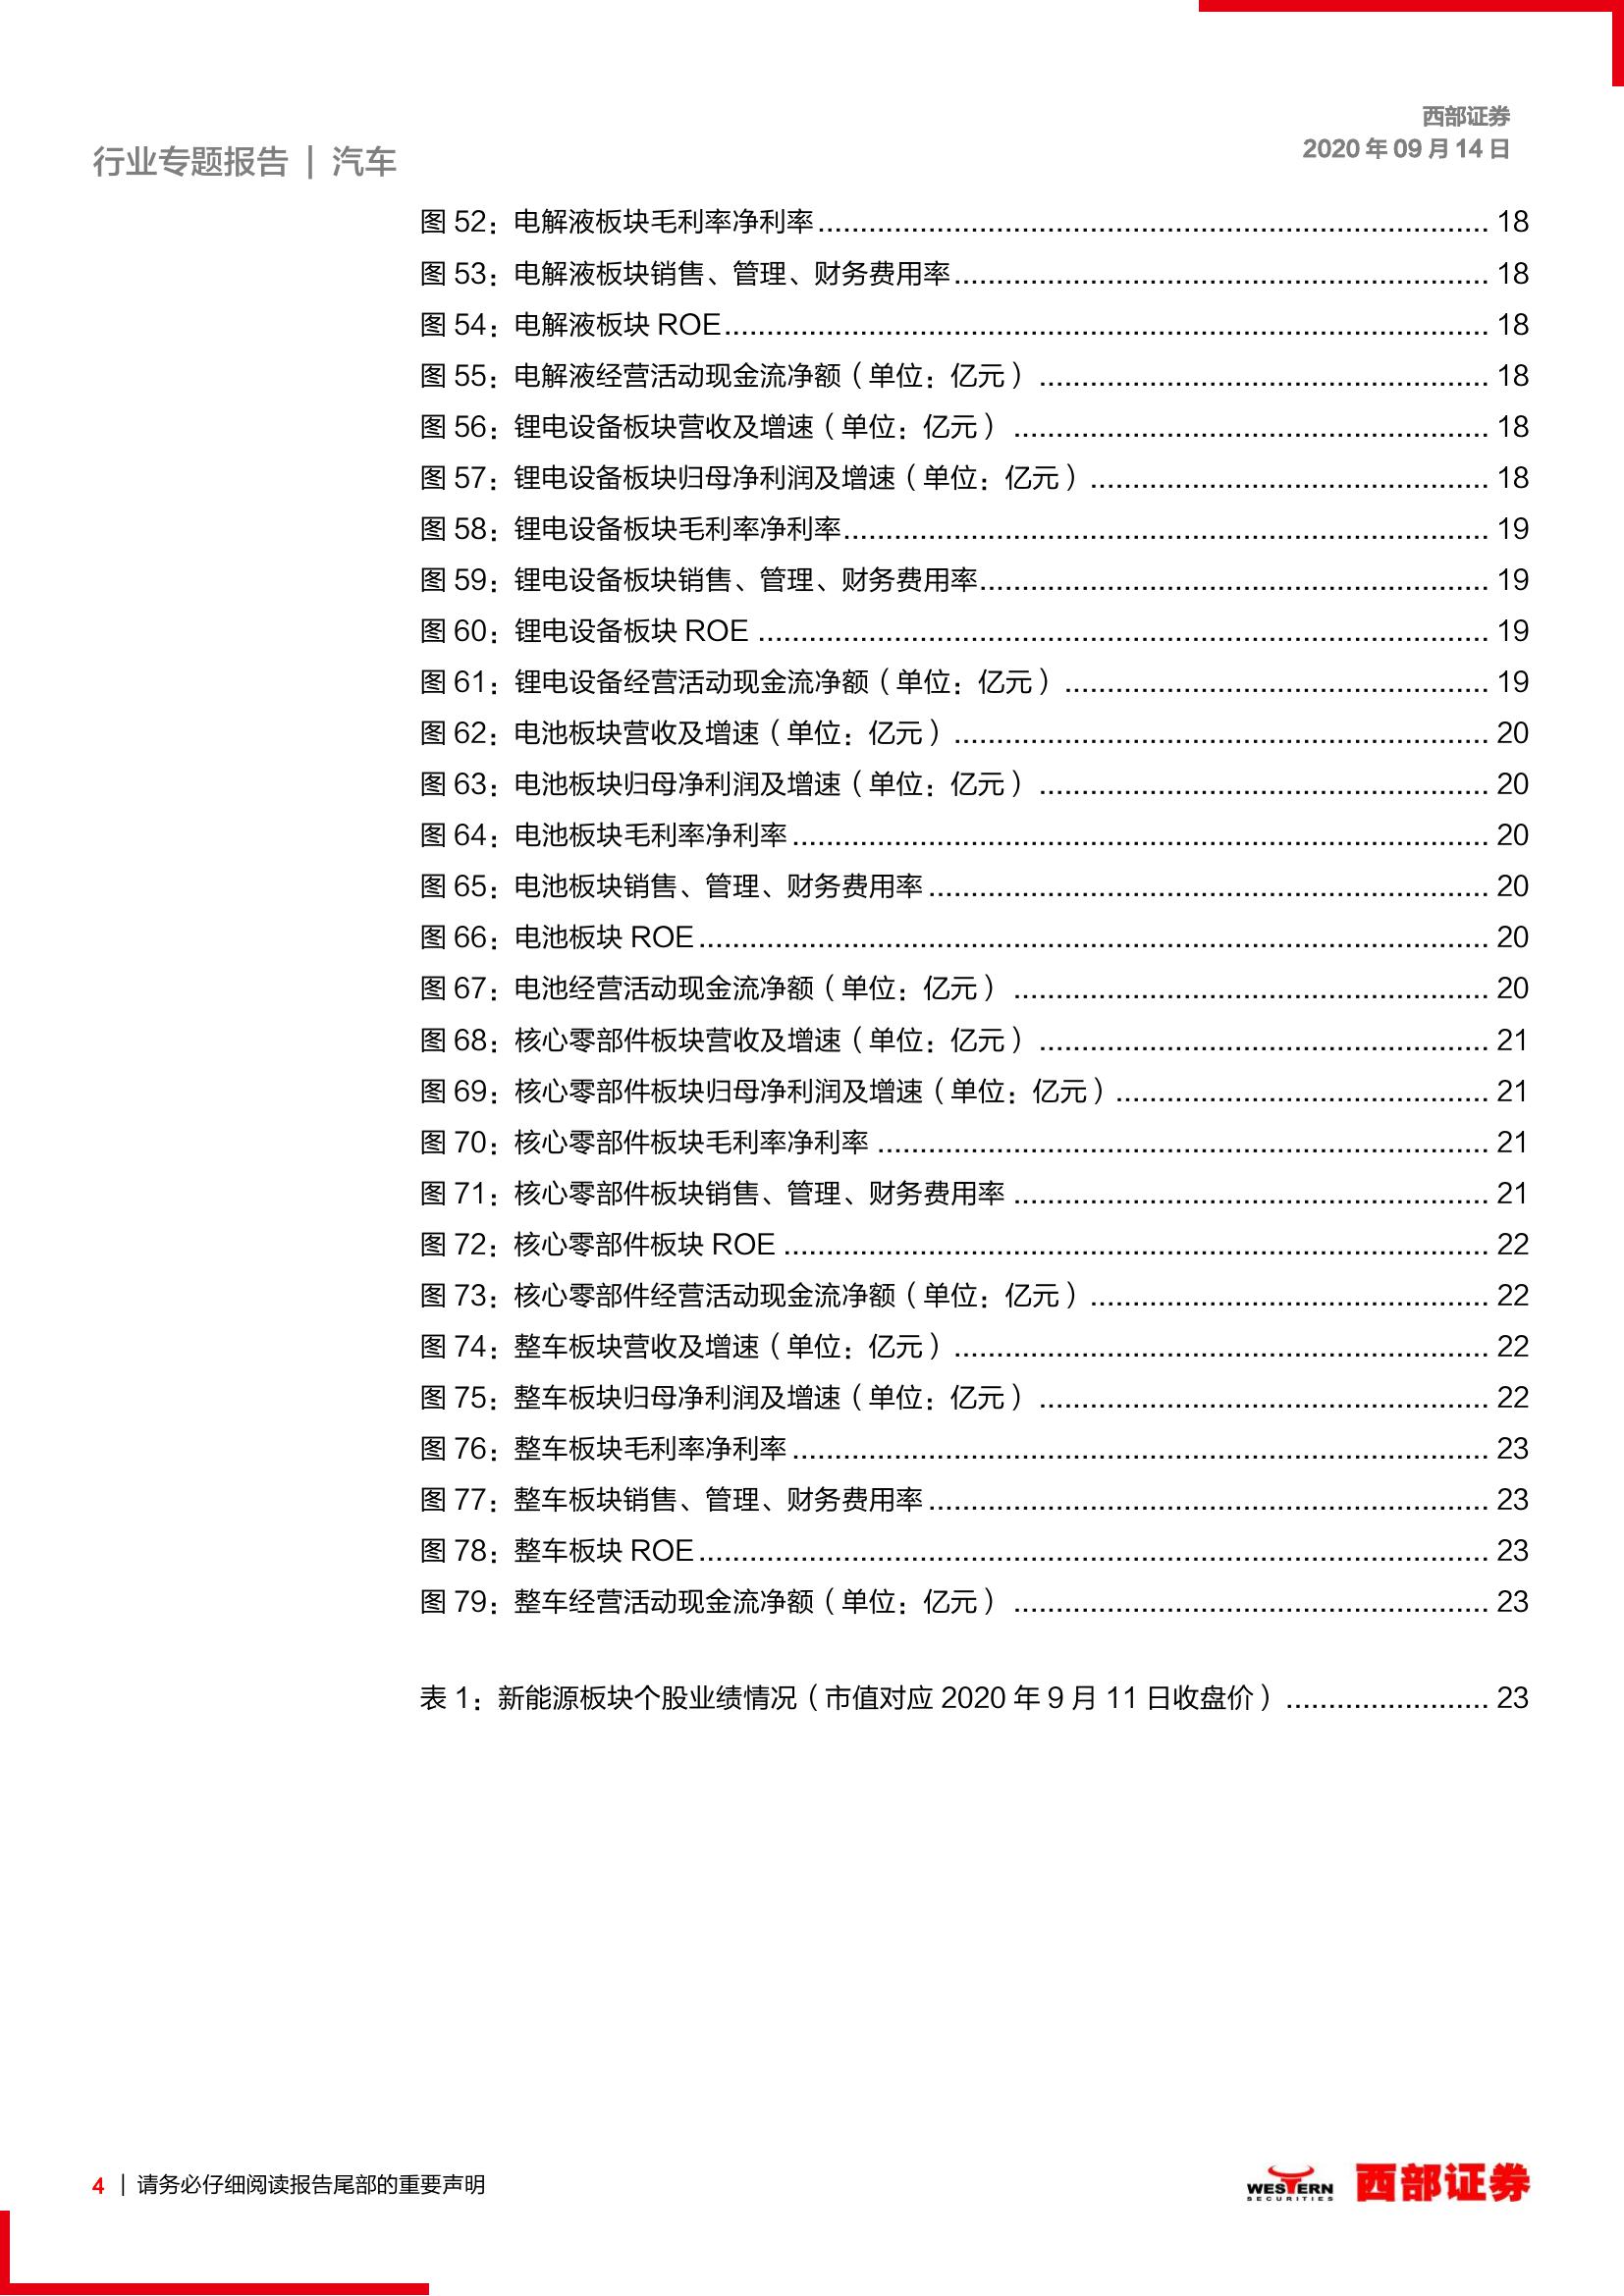 西部证券
2020 年 09 月 14 日
行业专题报告 | 汽车
图 52：电解液板块毛利率净利率 ........ 18
图 53：电解液板块销售、管理、财务费用率 ........ 18
图 54：电解液板块 ROE ........ 18
图 55：电解液经营活动现金流净额（单位：亿元） ........ 18
图 56：锂电设备板块营收及增速（单位：亿元） ........ 18
图 57：锂电设备板块归母净利润及增速（单位：亿元） ........ 18
图 58：锂电设备板块毛利率净利率 ........ 19
图 59：锂电设备板块销售、管理、财务费用率 ........ 19
图 60：锂电设备板块 ROE ........ 19
图 61：锂电设备经营活动现金流净额（单位：亿元） ........ 19
图 62：电池板块营收及增速（单位：亿元） ........ 20
图 63：电池板块归母净利润及增速（单位：亿元） ........ 20
图 64：电池板块毛利率净利率 ........ 20
图 65：电池板块销售、管理、财务费用率 ........ 20
图 66：电池板块 ROE ........ 20
图 67：电池经营活动现金流净额（单位：亿元） ........ 20
图 68：核心零部件板块营收及增速（单位：亿元） ........ 21
图 69：核心零部件板块归母净利润及增速（单位：亿元） ........ 21
图 70：核心零部件板块毛利率净利率 ........ 21
图 71：核心零部件板块销售、管理、财务费用率 ........ 21
图 72：核心零部件板块 ROE ........ 22
图 73：核心零部件经营活动现金流净额（单位：亿元） ........ 22
图 74：整车板块营收及增速（单位：亿元） ........ 22
图 75：整车板块归母净利润及增速（单位：亿元） ........ 22
图 76：整车板块毛利率净利率 ........ 23
图 77：整车板块销售、管理、财务费用率 ........ 23
图 78：整车板块 ROE ........ 23
图 79：整车经营活动现金流净额（单位：亿元） ........ 23
表 1：新能源板块个股业绩情况（市值对应 2020 年 9 月 11 日收盘价） ........ 23
4 | 请务必仔细阅读报告尾部的重要声明
WESTERN
SECURITIES
西部证券